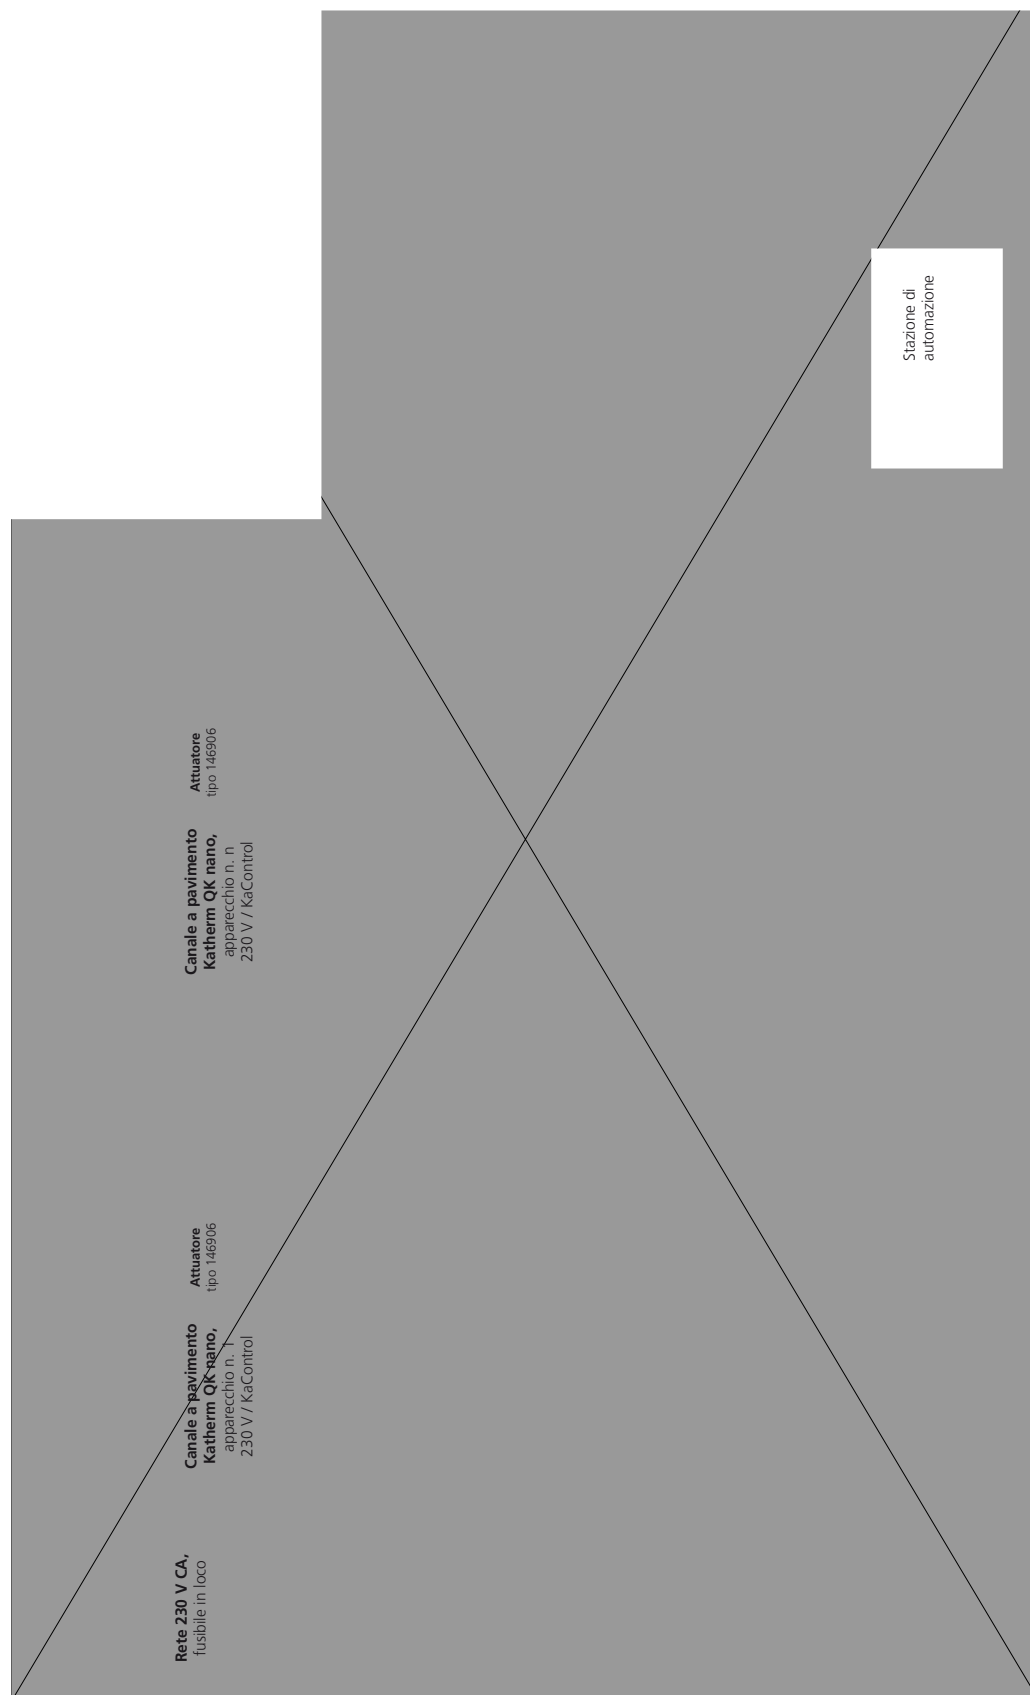 Rete 230 V CA,
fusibile in loco
Canale a pavimento
Katherm QK nano,
apparecchio n. 1
230 V / KaControl
Attuatore
tipo 146906
Canale a pavimento
Katherm QK nano,
apparecchio n. n
230 V / KaControl
Attuatore
tipo 146906
Stazione di
automazione